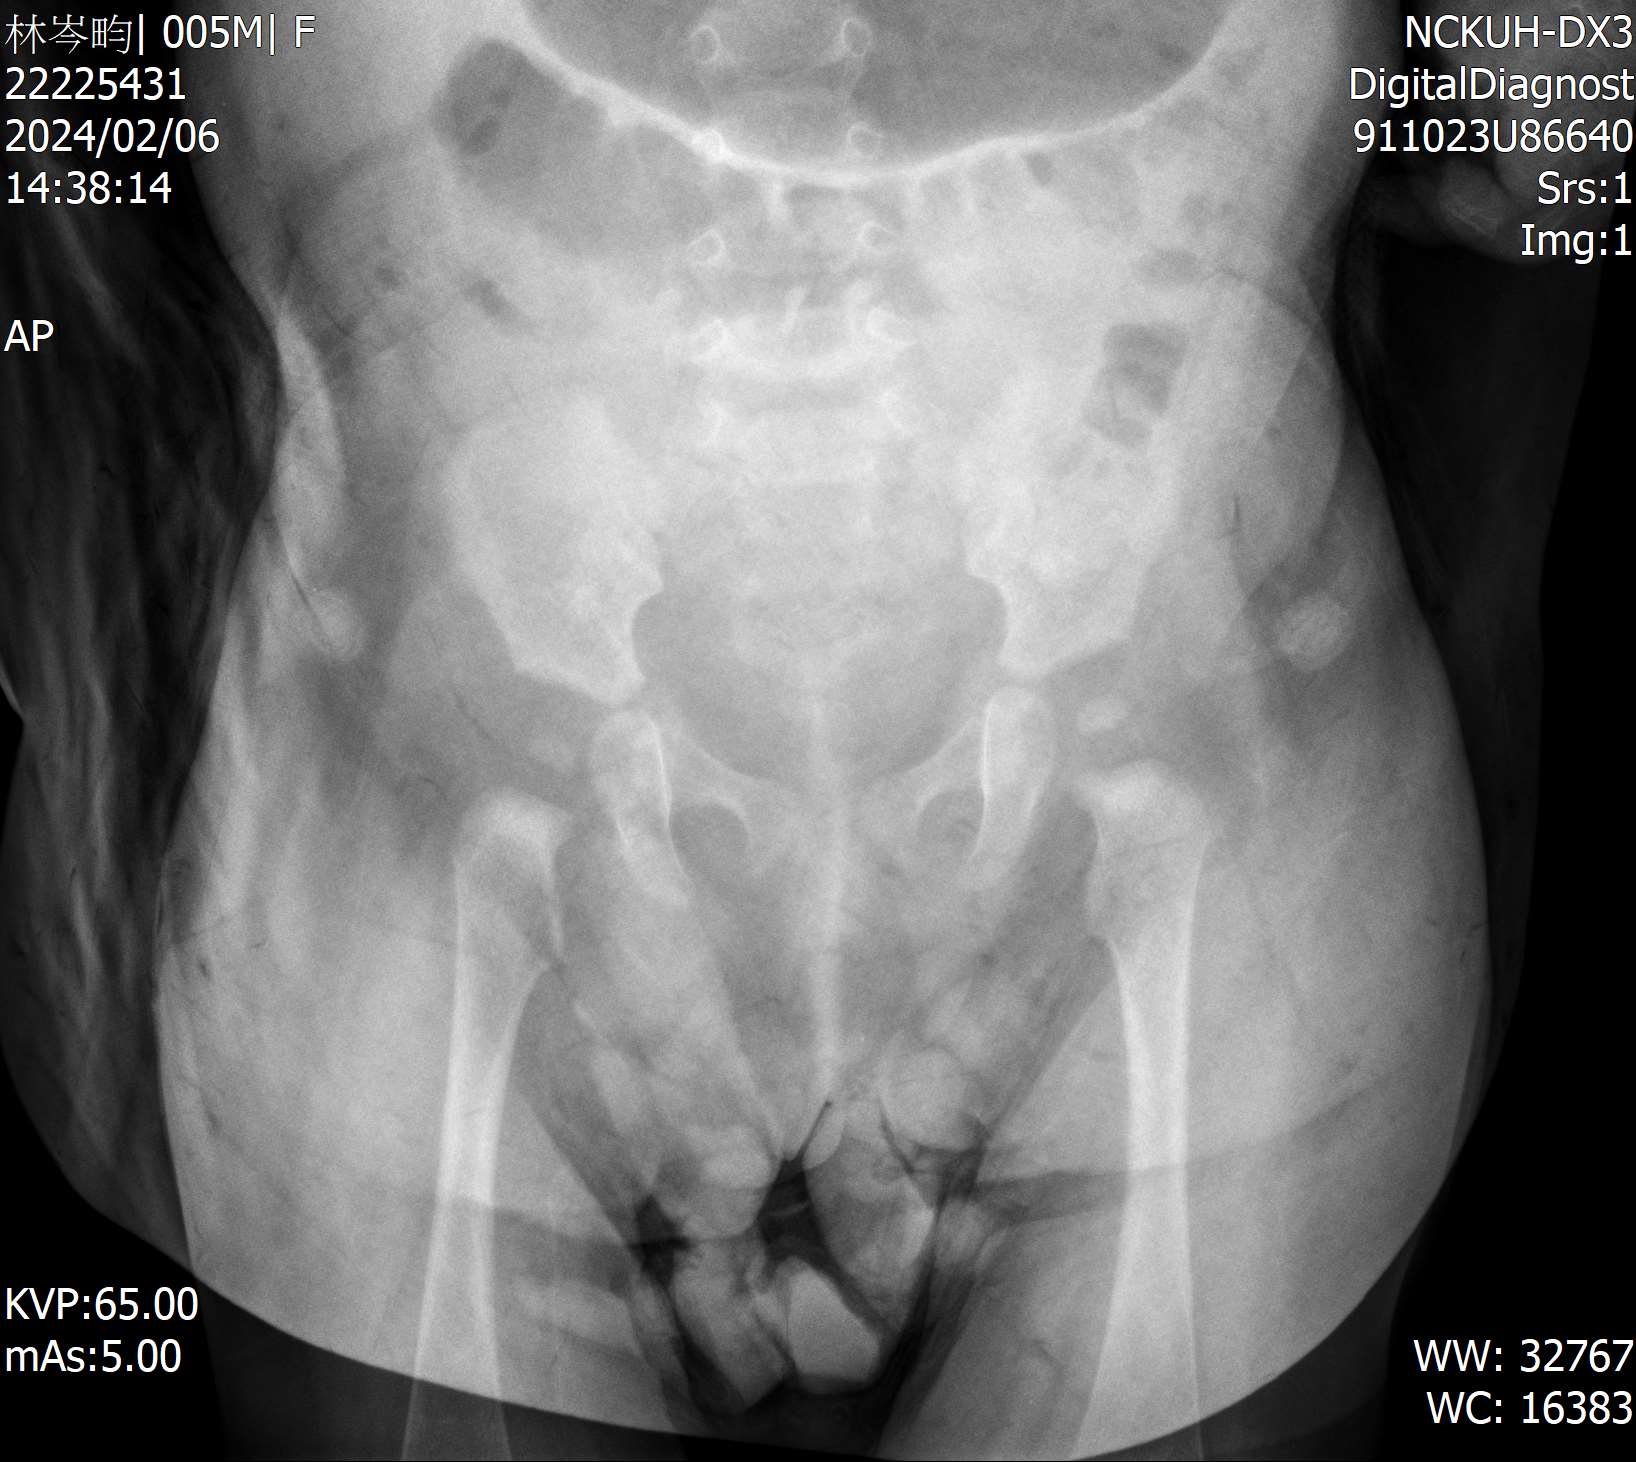 林岑畇| 005M| F
22225431
2024/02/06
14:38:14
AP
NCKUH-DX3
DigitalDiagnost
911023U86640
Srs:1
Img:1
KVP:65.00
mAs:5.00
WW: 32767
WC: 16383